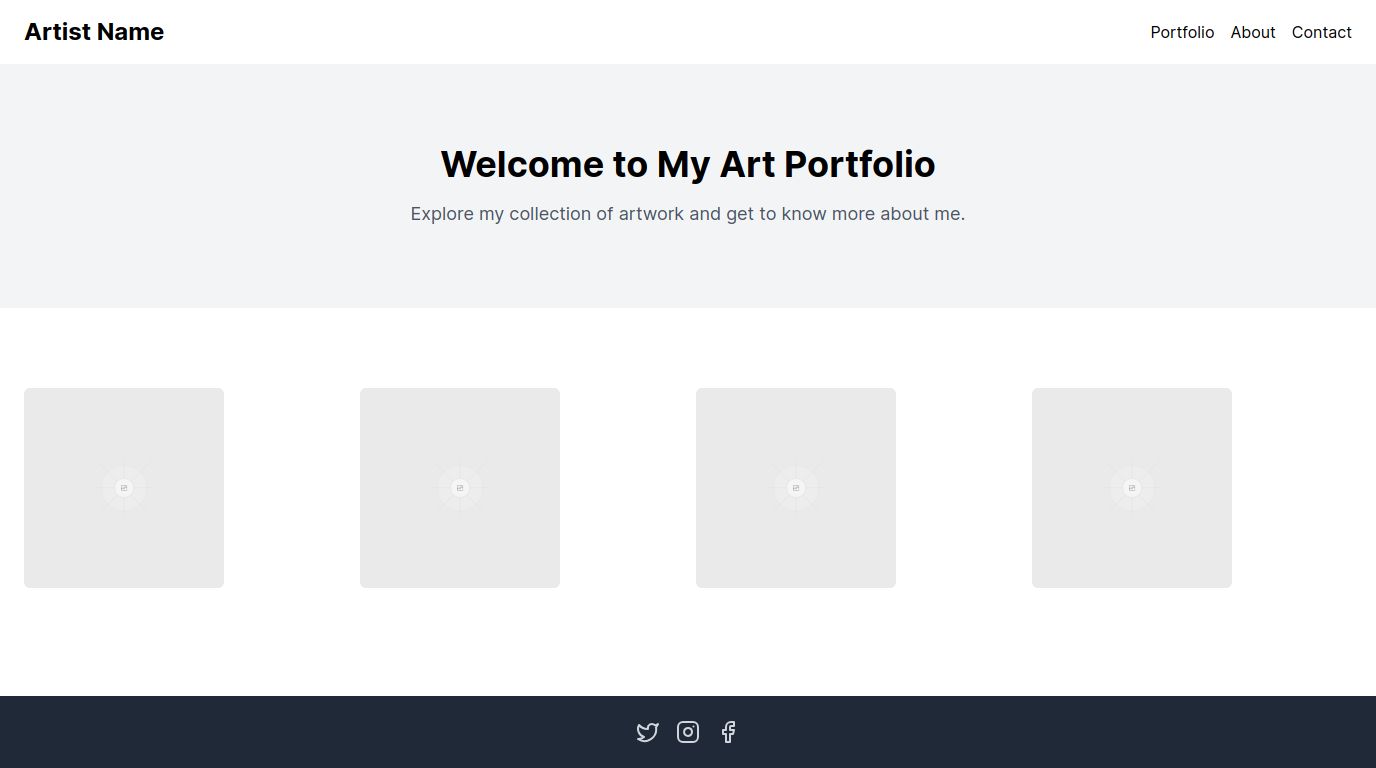 Artist Name
Portfolio About Contact
Welcome to My Art Portfolio
Explore my collection of artwork and get to know more about me.